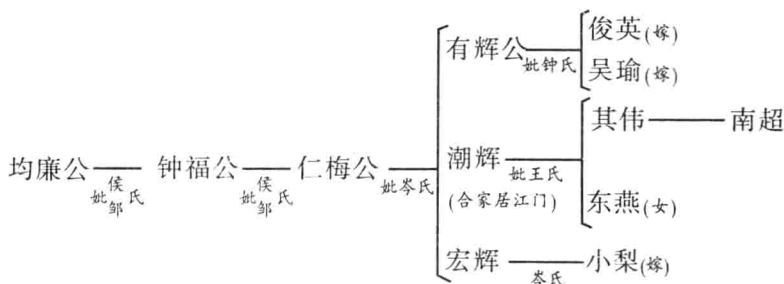 俊英(嫁)
有辉公
妣钟氏
吴瑜(嫁)
其伟 南超
均廉公 钟福公 仁梅公 潮辉
妣侯邹氏 妣侯邹氏 妣岑氏 妣王氏
(合家居江门)
东燕(女)
宏辉 小梨(嫁)
岑氏